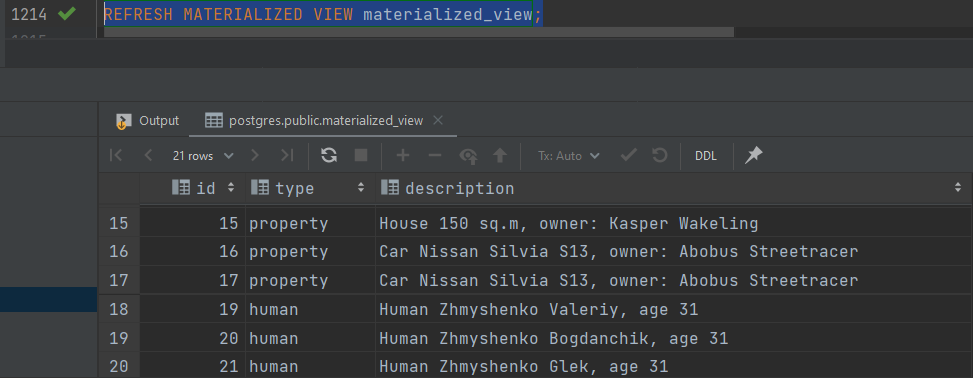 1214 REFRESH MATERIALIZED VIEW materialized_view;
Output postgres.public.materialized_view
21 rows Tx: Auto DDL
id type description
15 15 property House 150 sq.m, owner: Kasper Wakeling
16 16 property Car Nissan Silvia S13, owner: Abobus Streetracer
17 17 property Car Nissan Silvia S13, owner: Abobus Streetracer
18 19 human Human Zhmyshenko Valeriy, age 31
19 20 human Human Zhmyshenko Bogdanchik, age 31
20 21 human Human Zhmyshenko Glek, age 31